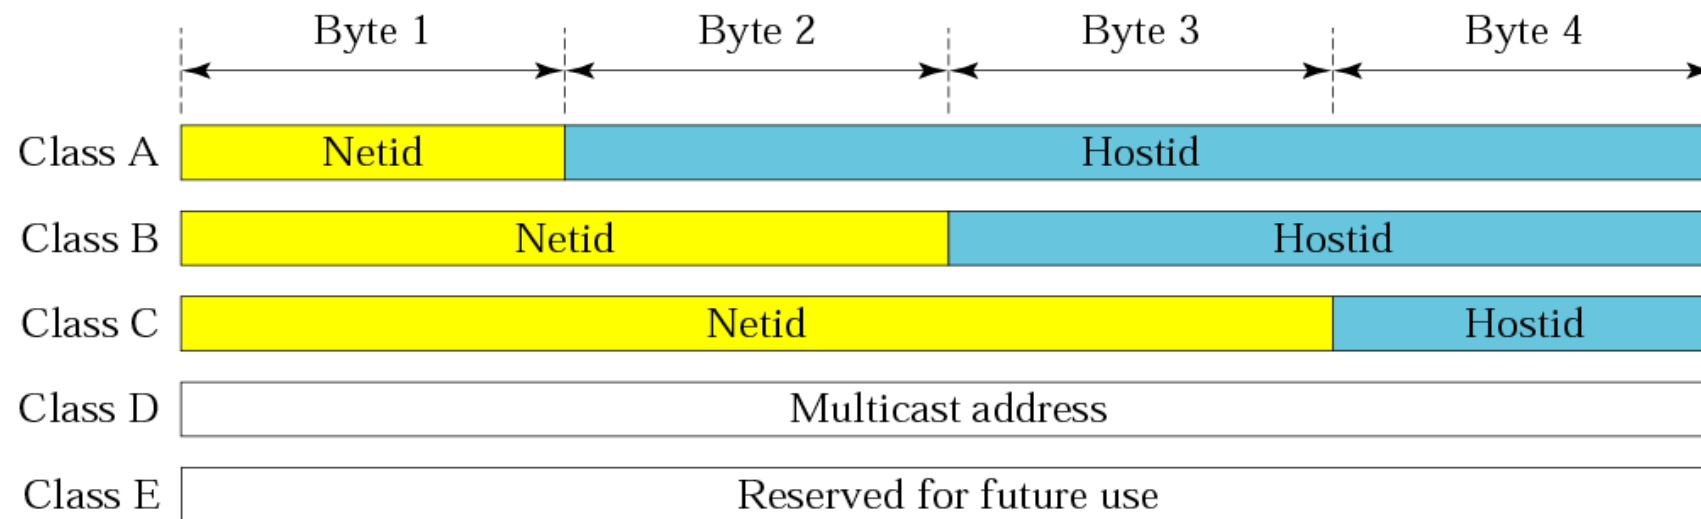 Byte 1 Byte 2 Byte 3 Byte 4
Class A Netid Hostid
Class B Netid Hostid
Class C Netid Hostid
Class D Multicast address
Class E Reserved for future use